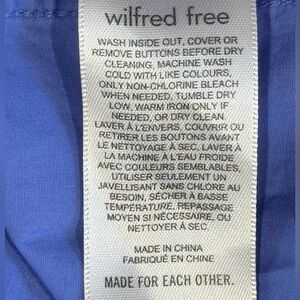 wilfred free
WASH INSIDE OUT, COVER OR
REMOVE BUTTONS BEFORE DRY
CLEANING, MACHINE WASH
COLD WITH LIKE COLOURS,
ONLY NON-CHLORINE BLEACH
WHEN NEEDED, TUMBLE DRY
LOW, WARM IRON ONLY IF
NEEDED, OR DRY CLEAN.
LAVER À L'ENVERS, COUVRIR OU
RETIRER LES BOUTONS AVANT
LE NETTOYAGE À SEC, LAVER À
LA MACHINE À L'EAU FROIDE
AVEC COULEURS SEMBLABLES,
UTILISER SEULEMENT UN
JAVELLISANT SANS CHLORE AU
BESOIN, SÉCHER À BASSE
TEMPÉRATURE, REPASSAGE
MOYEN SI NÉCESSAIRE, OU
NETTOYER À SEC.
MADE IN CHINA
FABRIQUÉ EN CHINE
MADE FOR EACH OTHER.